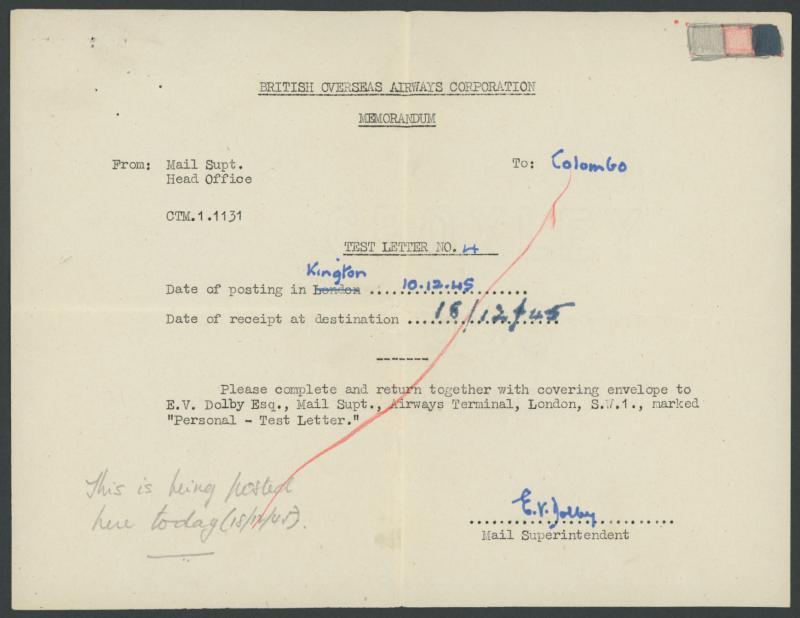 BRITISH OVERSEAS AIRWAYS CORPORATION
MEMORANDUM
From: Mail Supt. To: Colombo
Head Office
CTM.1.1131
TEST LETTER NO. 4
Kington
Date of posting in London ....10.12.45....
Date of receipt at destination ....18/12/45....
-------
Please complete and return together with covering envelope to
E.V. Dolby Esq., Mail Supt., Airways Terminal, London, S.W.1., marked
"Personal - Test Letter."
This is being posted
here today (18/12/45).
E.V. Dolby
Mail Superintendent